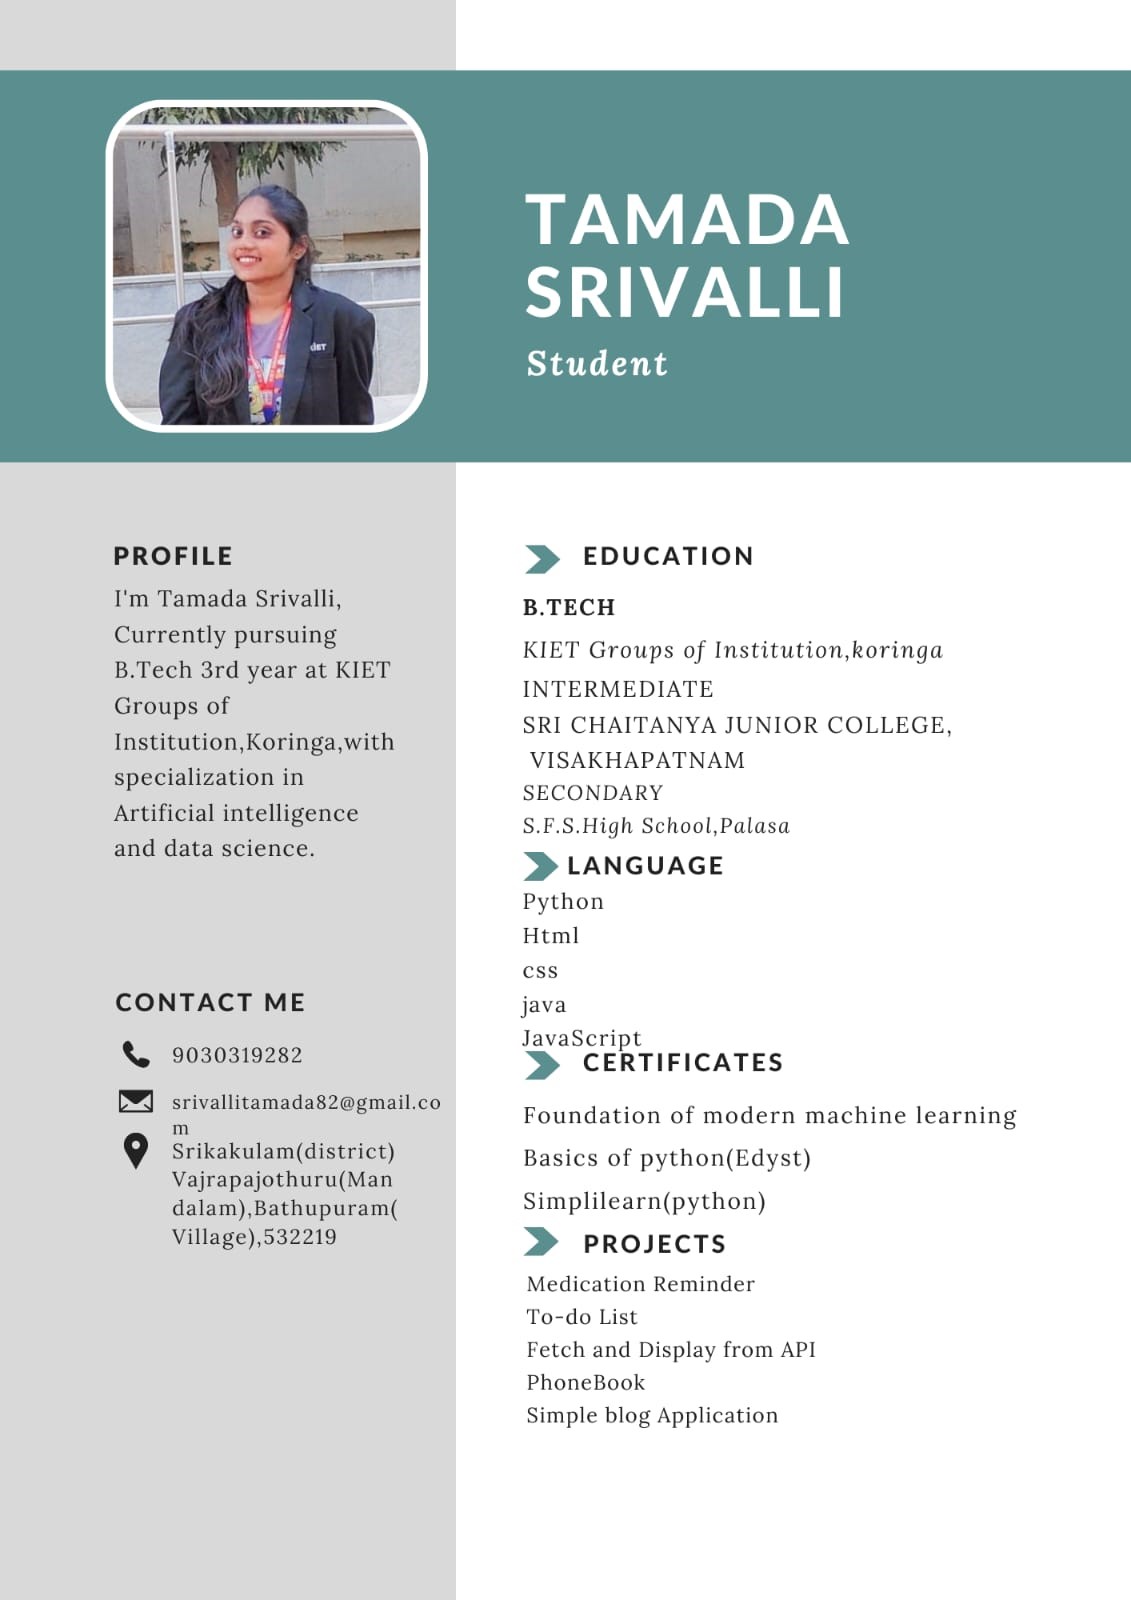 TAMADA
SRIVALLI
Student
KIET
PROFILE
I'm Tamada Srivalli,
Currently pursuing
B.Tech 3rd year at KIET
Groups of
Institution,Koringa,with
specialization in
Artificial intelligence
and data science.
CONTACT ME
9030319282
srivallitamada82@gmail.co
m
Srikakulam(district)
Vajrapajothuru(Man
dalam),Bathupuram(
Village),532219
EDUCATION
B.TECH
KIET Groups of Institution,koringa
INTERMEDIATE
SRI CHAITANYA JUNIOR COLLEGE,
VISAKHAPATNAM
SECONDARY
S.F.S.High School,Palasa
LANGUAGE
Python
Html
css
java
JavaScript
CERTIFICATES
Foundation of modern machine learning
Basics of python(Edyst)
Simplilearn(python)
PROJECTS
Medication Reminder
To-do List
Fetch and Display from API
PhoneBook
Simple blog Application